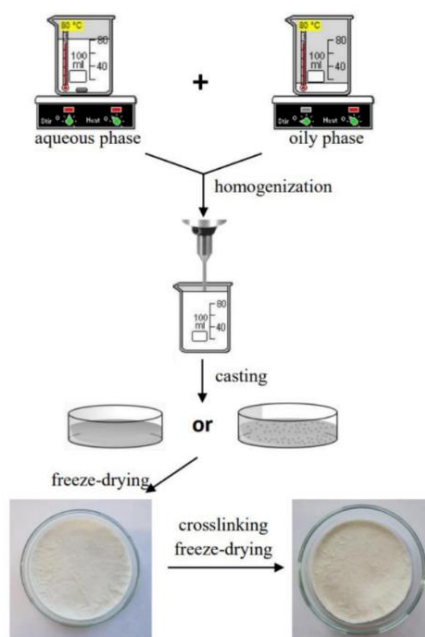 80 °C
80
100
ml
40
Stir
Heat
aqueous phase
+
80 °C
80
100
ml
40
Stir
Heat
oily phase
homogenization
80
100
ml
40
casting
or
freeze-drying
crosslinking
freeze-drying